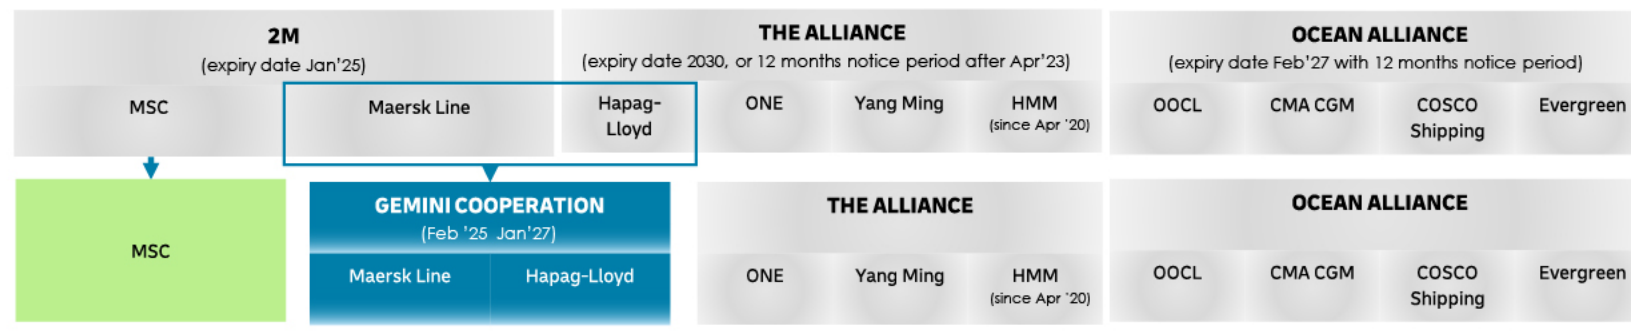 2M
(expiry date Jan'25)
MSC
Maersk Line
THE ALLIANCE
(expiry date 2030, or 12 months notice period after Apr'23)
Hapag-
Lloyd
ONE
Yang Ming
HMM
(since Apr '20)
OCEAN ALLIANCE
(expiry date Feb'27 with 12 months notice period)
OOCL
CMA CGM
COSCO
Shipping
Evergreen
MSC
GEMINI COOPERATION
(Feb '25 Jan'27)
Maersk Line
Hapag-Lloyd
THE ALLIANCE
ONE
Yang Ming
HMM
(since Apr '20)
OCEAN ALLIANCE
OOCL
CMA CGM
COSCO
Shipping
Evergreen